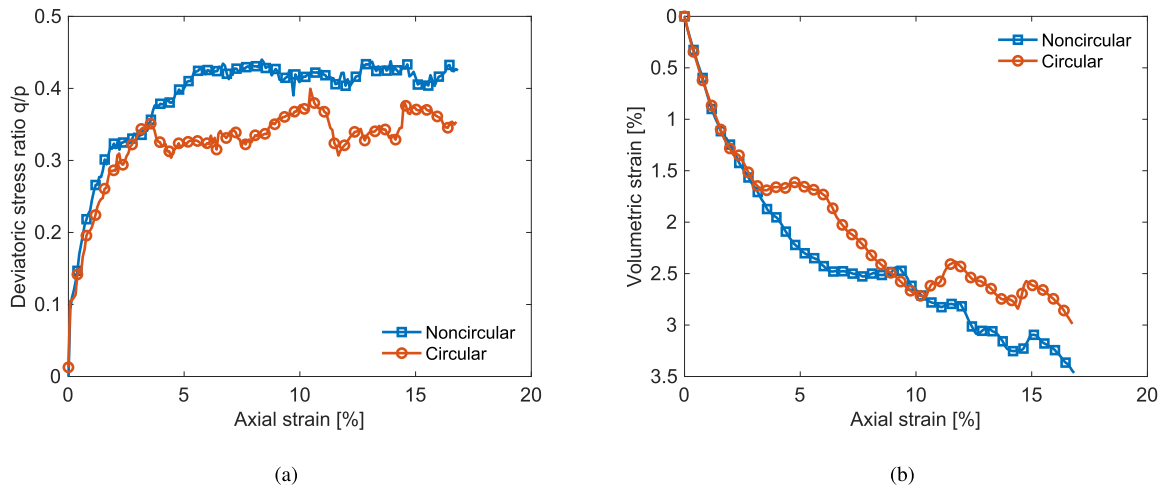 0.5
0.4
0.3
0.2
0.1
0
Deviatoric stress ratio q/p
Noncircular
Circular
0 5 10 15 20
Axial strain [%]
(a)
0
0.5
1
1.5
2
2.5
3
3.5
Volumetric strain [%]
Noncircular
Circular
0 5 10 15 20
Axial strain [%]
(b)